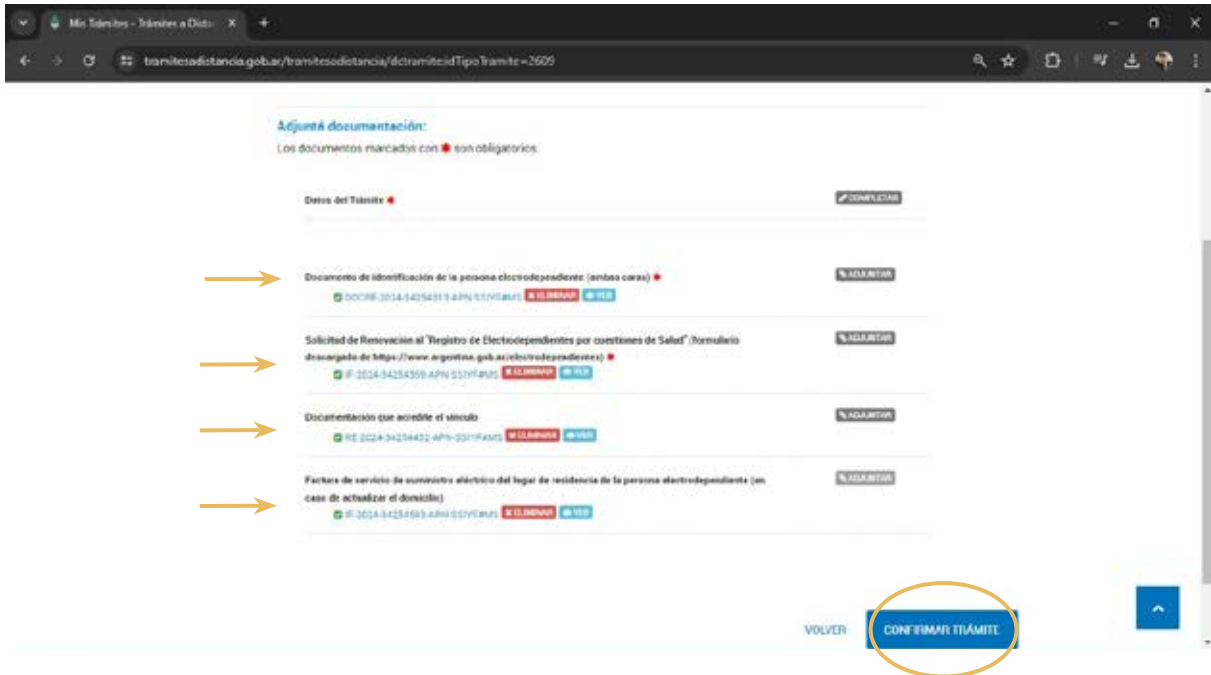 Mis Trámites - Trámites a Dist
tramitesadistancia.gob.ar/tramitesadistancia/detramite:idTipoTramite=2609
Adjuntá documentación:
Los documentos marcados con * son obligatorios.
Datos del Trámite *
COMPLETAR
Documento de identificación de la persona electrodependiente (ambas caras) *
ADJUNTAR
ELIMINAR VER
Solicitud de Renovación al "Registro de Electrodependientes por cuestiones de Salud" (formulario
ADJUNTAR
descargado de https://www.argentina.gob.ar/electrodependientes) *
ELIMINAR VER
Documentación que acredite el vínculo
ADJUNTAR
ELIMINAR VER
Factura de servicio de suministro eléctrico del lugar de residencia de la persona electrodependiente (en
ADJUNTAR
caso de actualizar el domicilio)
ELIMINAR VER
VOLVER
CONFIRMAR TRÁMITE